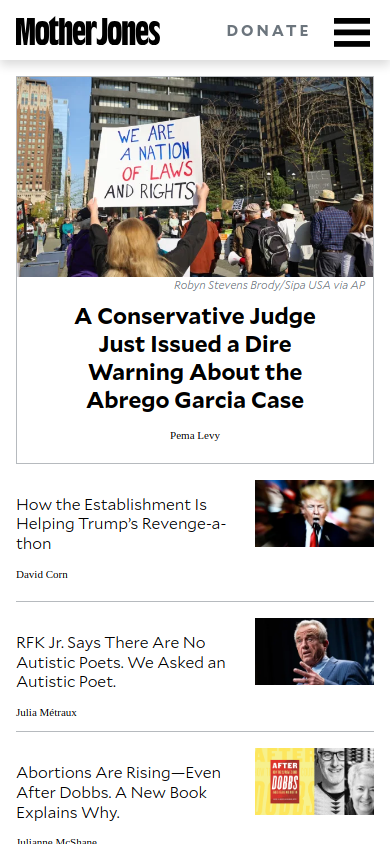 Mother Jones
DONATE
WE ARE
A NATION
OF LAWS
AND RIGHTS
Robyn Stevens Brody/Sipa USA via AP
A Conservative Judge
Just Issued a Dire
Warning About the
Abrego Garcia Case
Pema Levy
How the Establishment Is
Helping Trump’s Revenge-a-
thon
David Corn
RFK Jr. Says There Are No
Autistic Poets. We Asked an
Autistic Poet.
Julia Métraux
Abortions Are Rising—Even
After Dobbs. A New Book
Explains Why.
Julianne McShane
AFTER
DOBBS